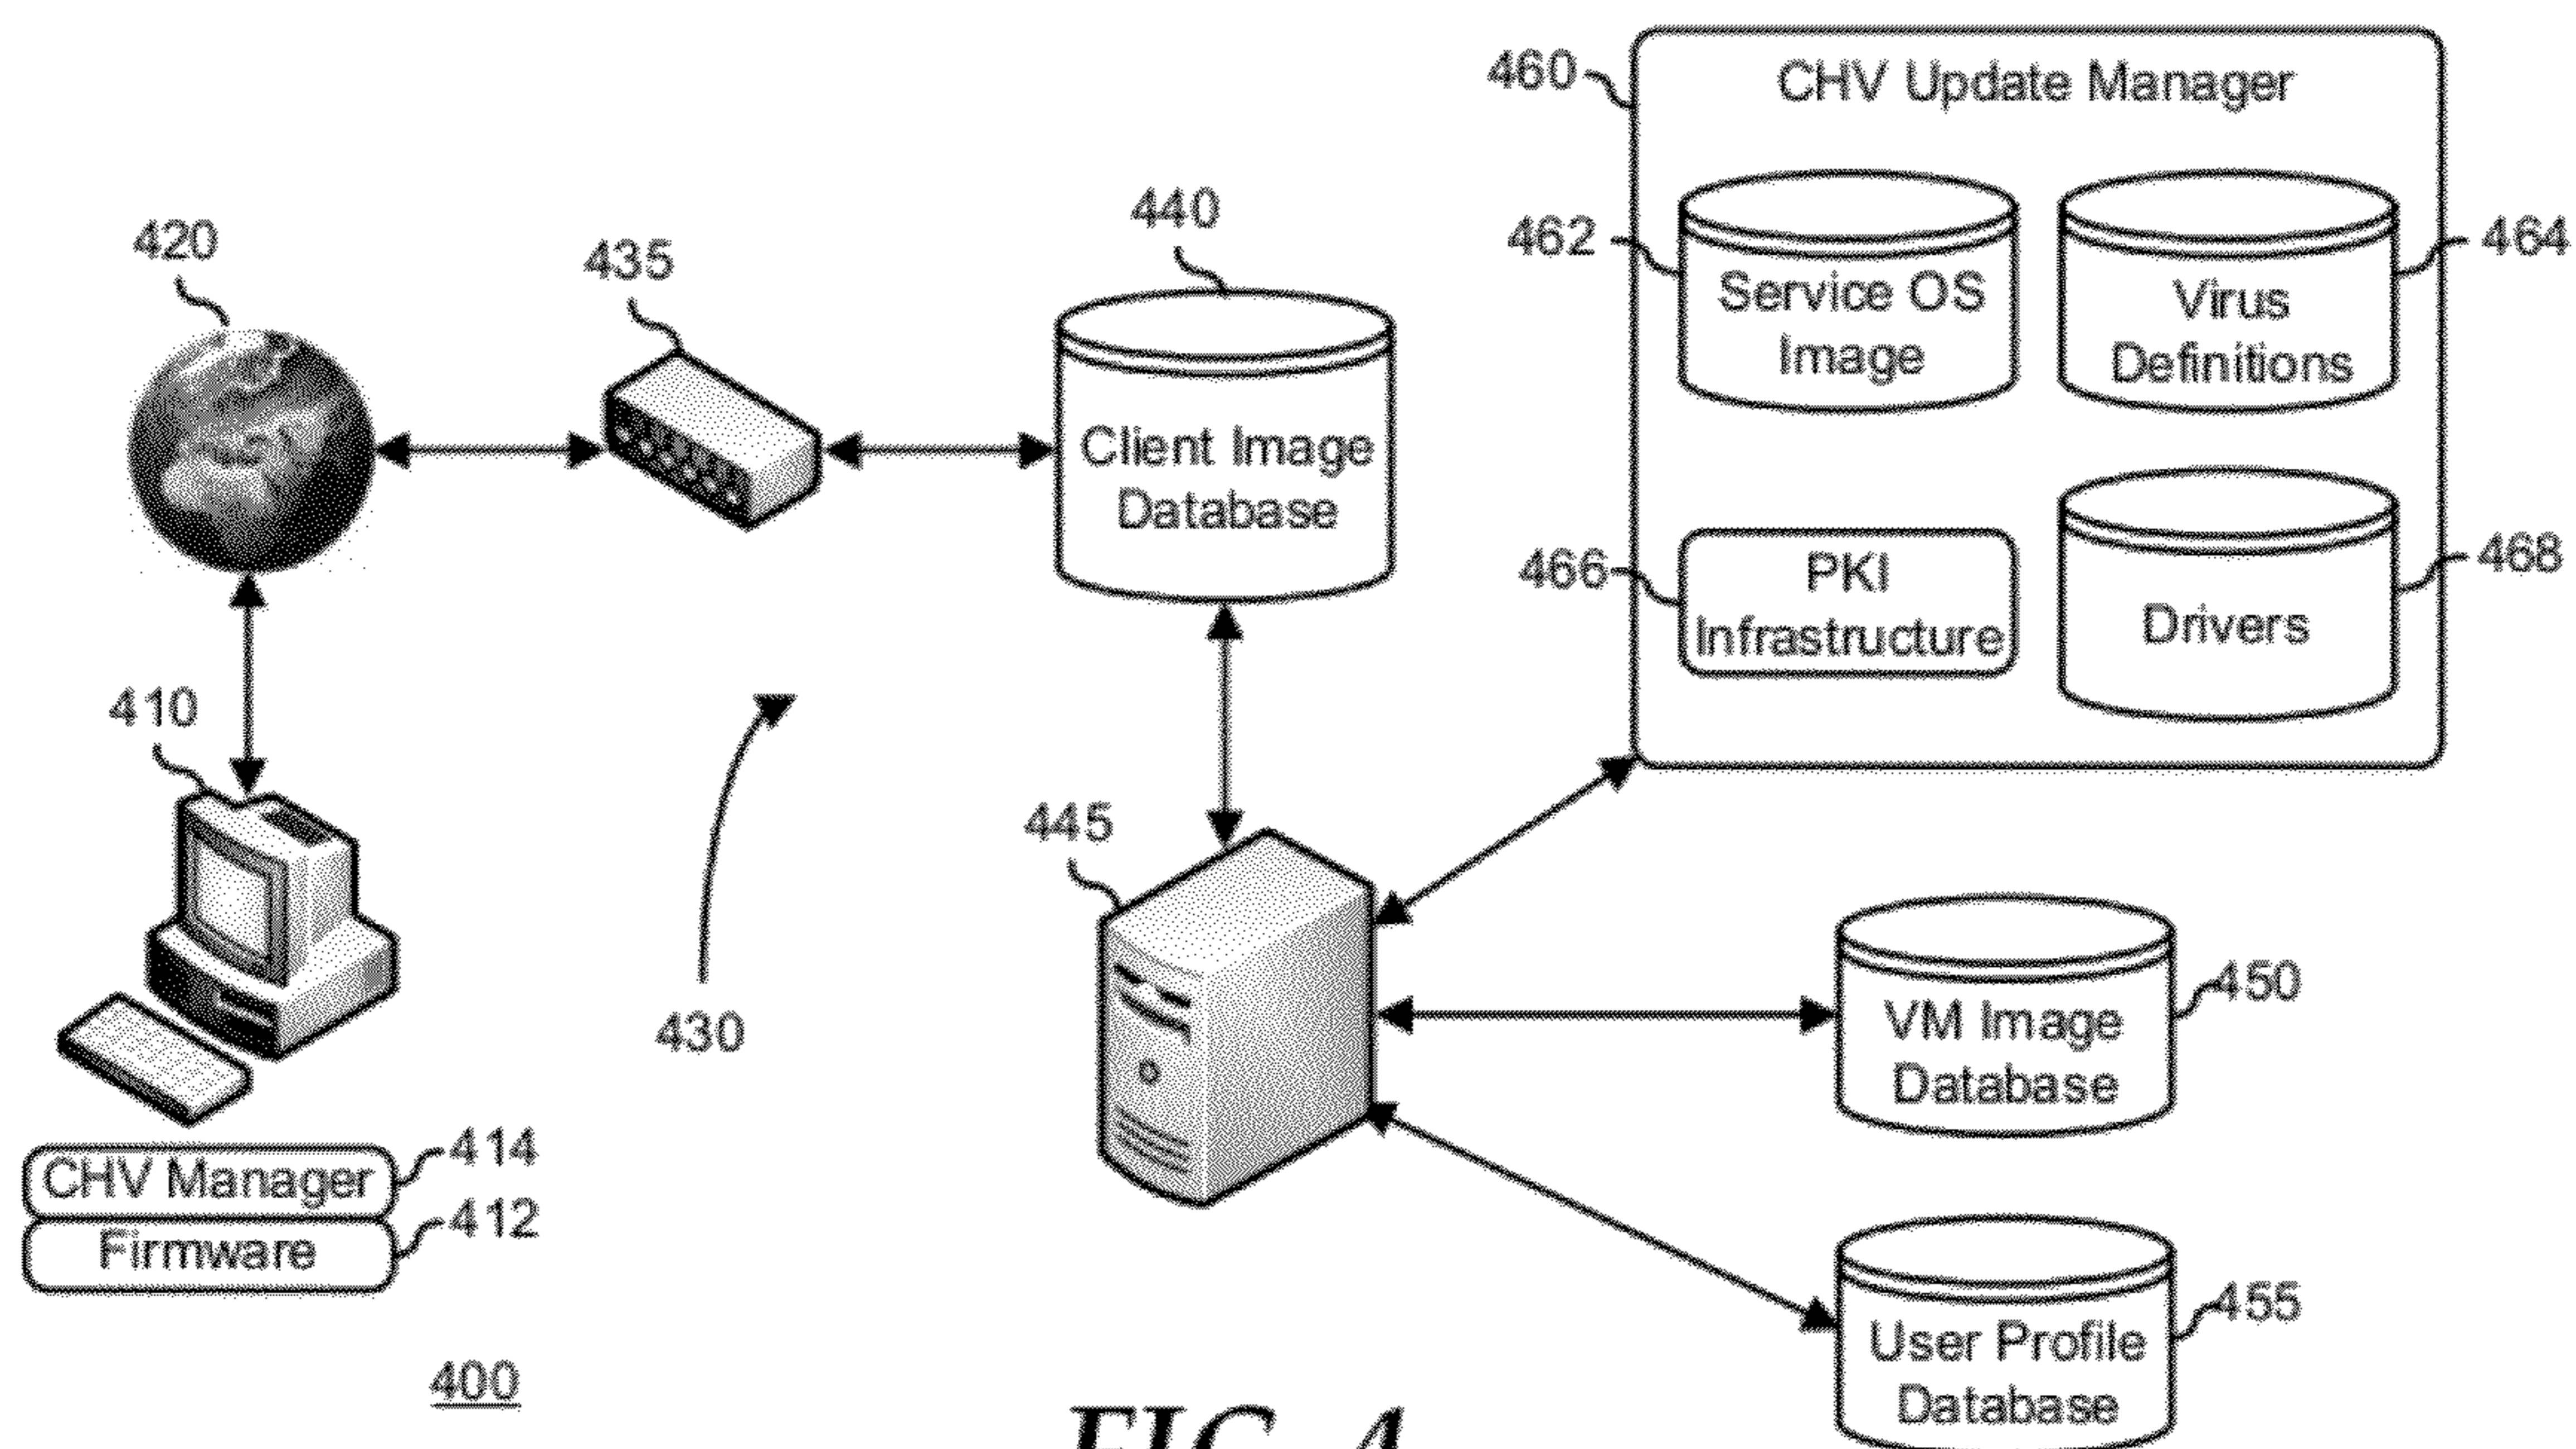 460
CHV Update Manager
440
420
435
462
Service OS
Image
Virus
Definitions
464
Client Image
Database
466
PKI
Infrastructure
Drivers
468
410
445
430
VM Image
Database
450
CHV Manager
414
Firmware
412
User Profile
Database
455
400
FIG. 4